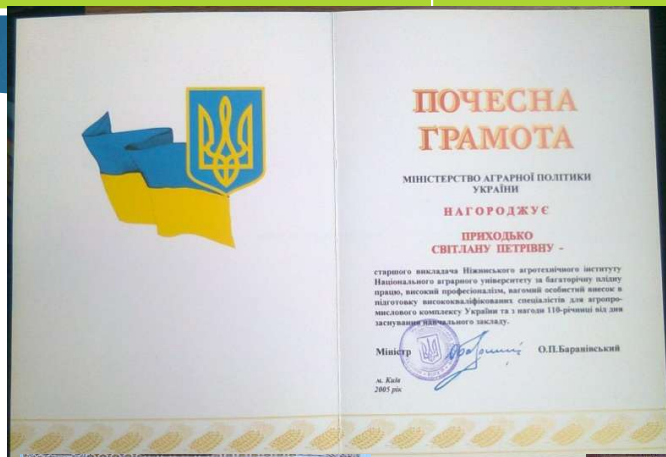 ПОЧЕСНА
ГРАМОТА
МІНІСТЕРСТВО АГРАРНОЇ ПОЛІТИКИ
УКРАЇНИ
НАГОРОДЖУЄ
ПРИХОДЬКО
СВІТЛАНУ ПЕТРІВНУ –
старшого викладача Ніжинського агротехнічного інституту
Національного аграрного університету за багаторічну плідну
працю, високий професіоналізм, вагомий особистий внесок в
підготовку висококваліфікованих спеціалістів для агропро-
мислового комплексу України та з нагоди 110-річниці від дня
заснування навчального закладу.
Міністр О.П.Баранівський
м. Київ
2005 рік